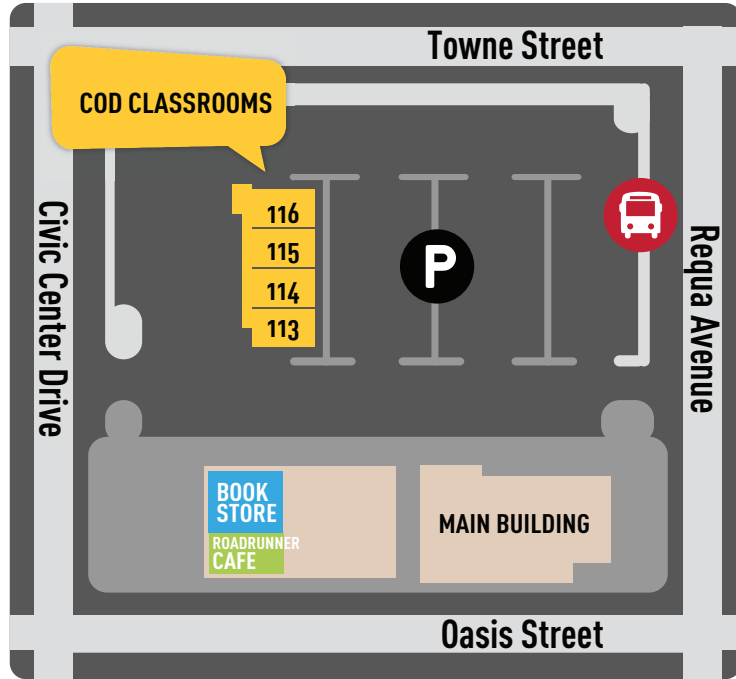 Towne Street
COD CLASSROOMS
116
115
114
113
P
Civic Center Drive
Requa Avenue
BOOK
STORE
ROADRUNNER
CAFE
MAIN BUILDING
Oasis Street